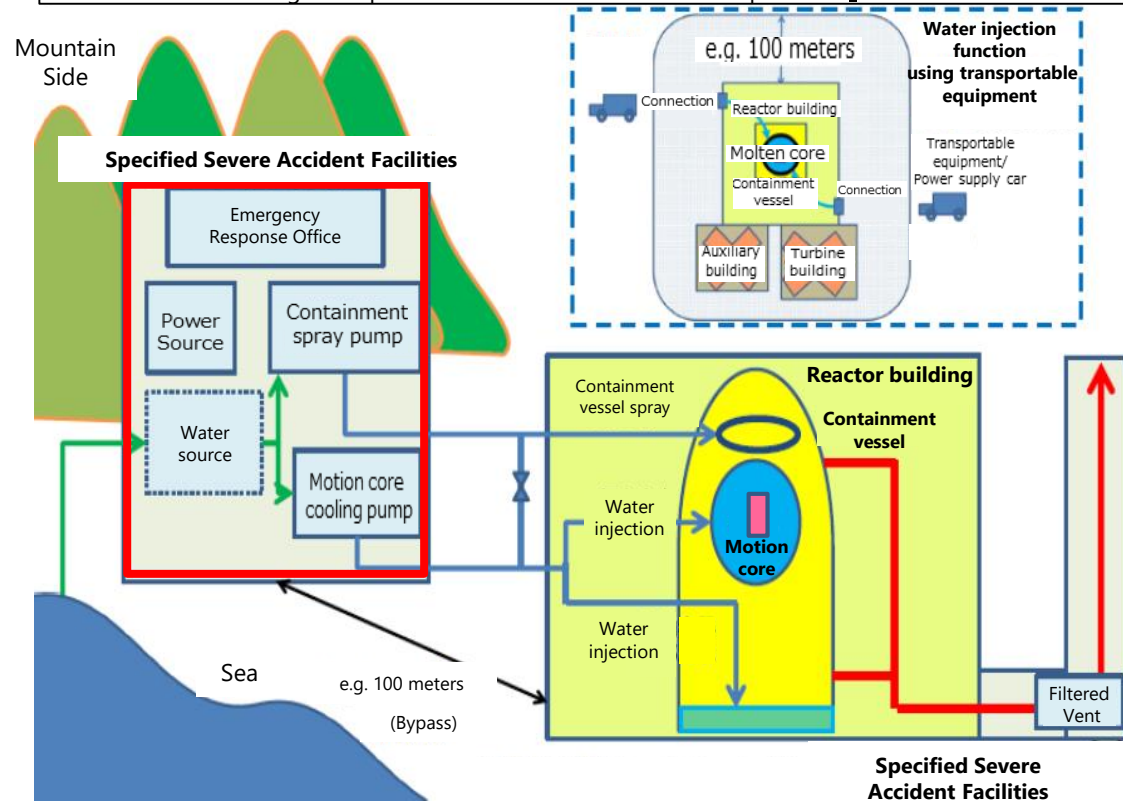 Mountain
Side
Specified Severe Accident Facilities
Emergency
Response Office
Power
Source
Containment
spray pump
Water
source
Motion core
cooling pump
Sea
e.g. 100 meters
(Bypass)
Water injection
function
using transportable
equipment
e.g. 100 meters
Connection
Reactor building
Molten core
Containment
vessel
Connection
Transportable
equipment/
Power supply car
Auxiliary
building
Turbine
building
Reactor building
Containment
vessel spray
Containment
vessel
Water
injection
Motion
core
Water
injection
Filtered
Vent
Specified Severe
Accident Facilities